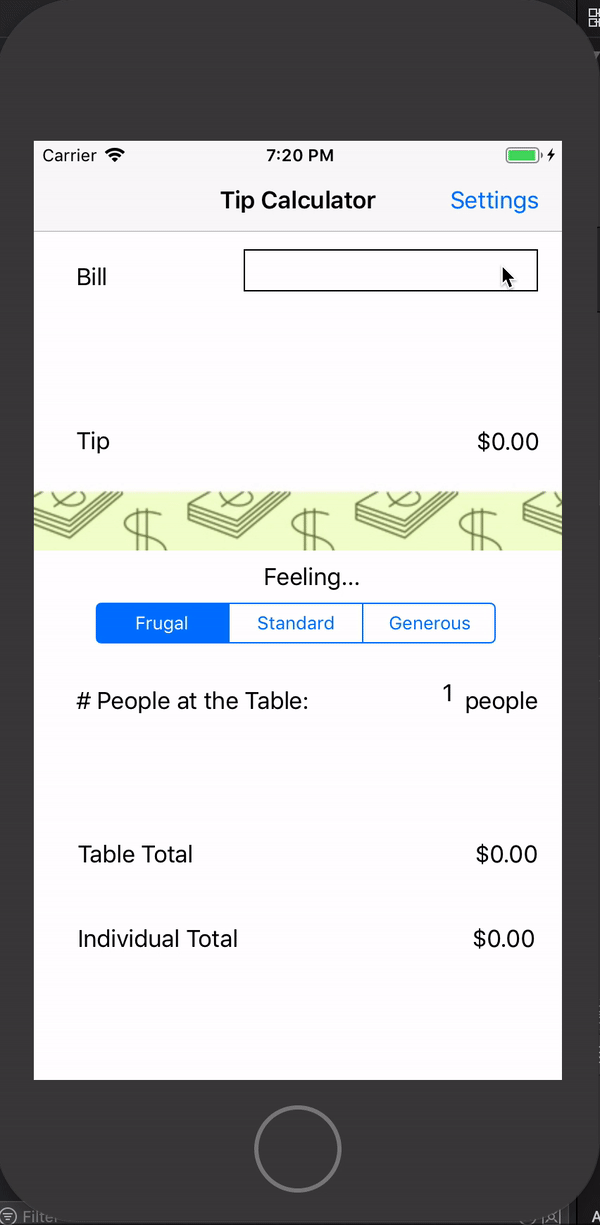 Carrier 7:20 PM
Tip Calculator Settings
Bill
Tip $0.00
Feeling...
Frugal Standard Generous
# People at the Table: 1 people
Table Total $0.00
Individual Total $0.00
Filter